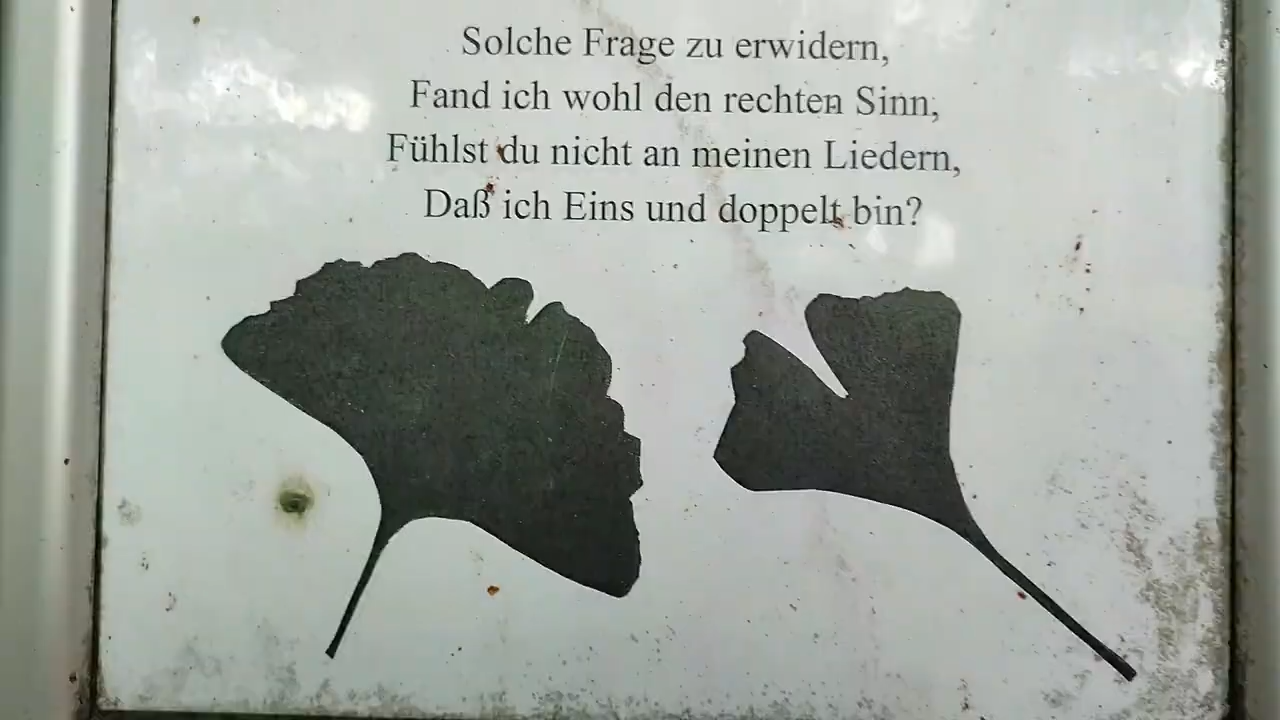 Solche Frage zu erwidern,
Fand ich wohl den rechten Sinn,
Fühlst du nicht an meinen Liedern,
Daß ich Eins und doppelt bin?